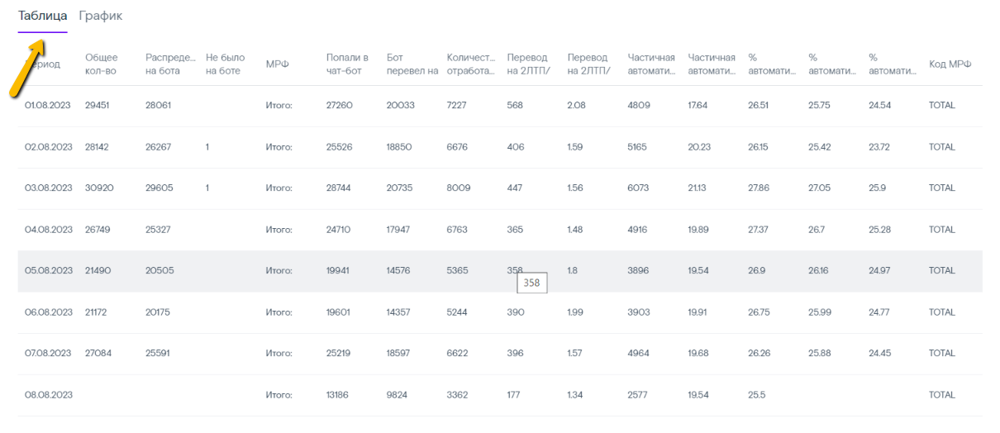 Таблица График
Период Общее кол-во Распреде... на бота Не было на боте МРФ Попали в чат-бот Бот перевел на Количест... отработа... Перевод на 2ЛТП/ Перевод на 2ЛТП/ Частичная автомати... Частичная автомати... % автомати... % автомати... % автомати... Код МРФ
01.08.2023 29451 28061 Итого: 27260 20033 7227 568 2.08 4809 17.64 26.51 25.75 24.54 TOTAL
02.08.2023 28142 26267 1 Итого: 25526 18850 6676 406 1.59 5165 20.23 26.15 25.42 23.72 TOTAL
03.08.2023 30920 29605 1 Итого: 28744 20735 8009 447 1.56 6073 21.13 27.86 27.05 25.9 TOTAL
04.08.2023 26749 25327 Итого: 24710 17947 6763 365 1.48 4916 19.89 27.37 26.7 25.28 TOTAL
05.08.2023 21490 20505 Итого: 19941 14576 5365 358 1.8 3896 19.54 26.9 26.16 24.97 TOTAL
358
06.08.2023 21172 20175 Итого: 19601 14357 5244 390 1.99 3903 19.91 26.75 25.99 24.77 TOTAL
07.08.2023 27084 25591 Итого: 25219 18597 6622 396 1.57 4964 19.68 26.26 25.88 24.45 TOTAL
08.08.2023 Итого: 13186 9824 3362 177 1.34 2577 19.54 25.5 TOTAL